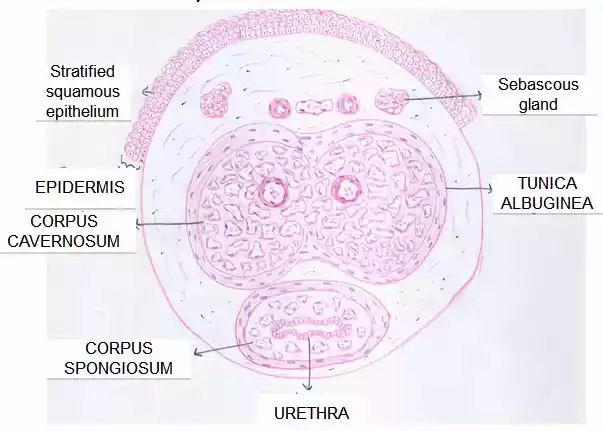 Stratified
squamous
epithelium
Sebascous
gland
EPIDERMIS
TUNICA
ALBUGINEA
CORPUS
CAVERNOSUM
CORPUS
SPONGIOSUM
URETHRA